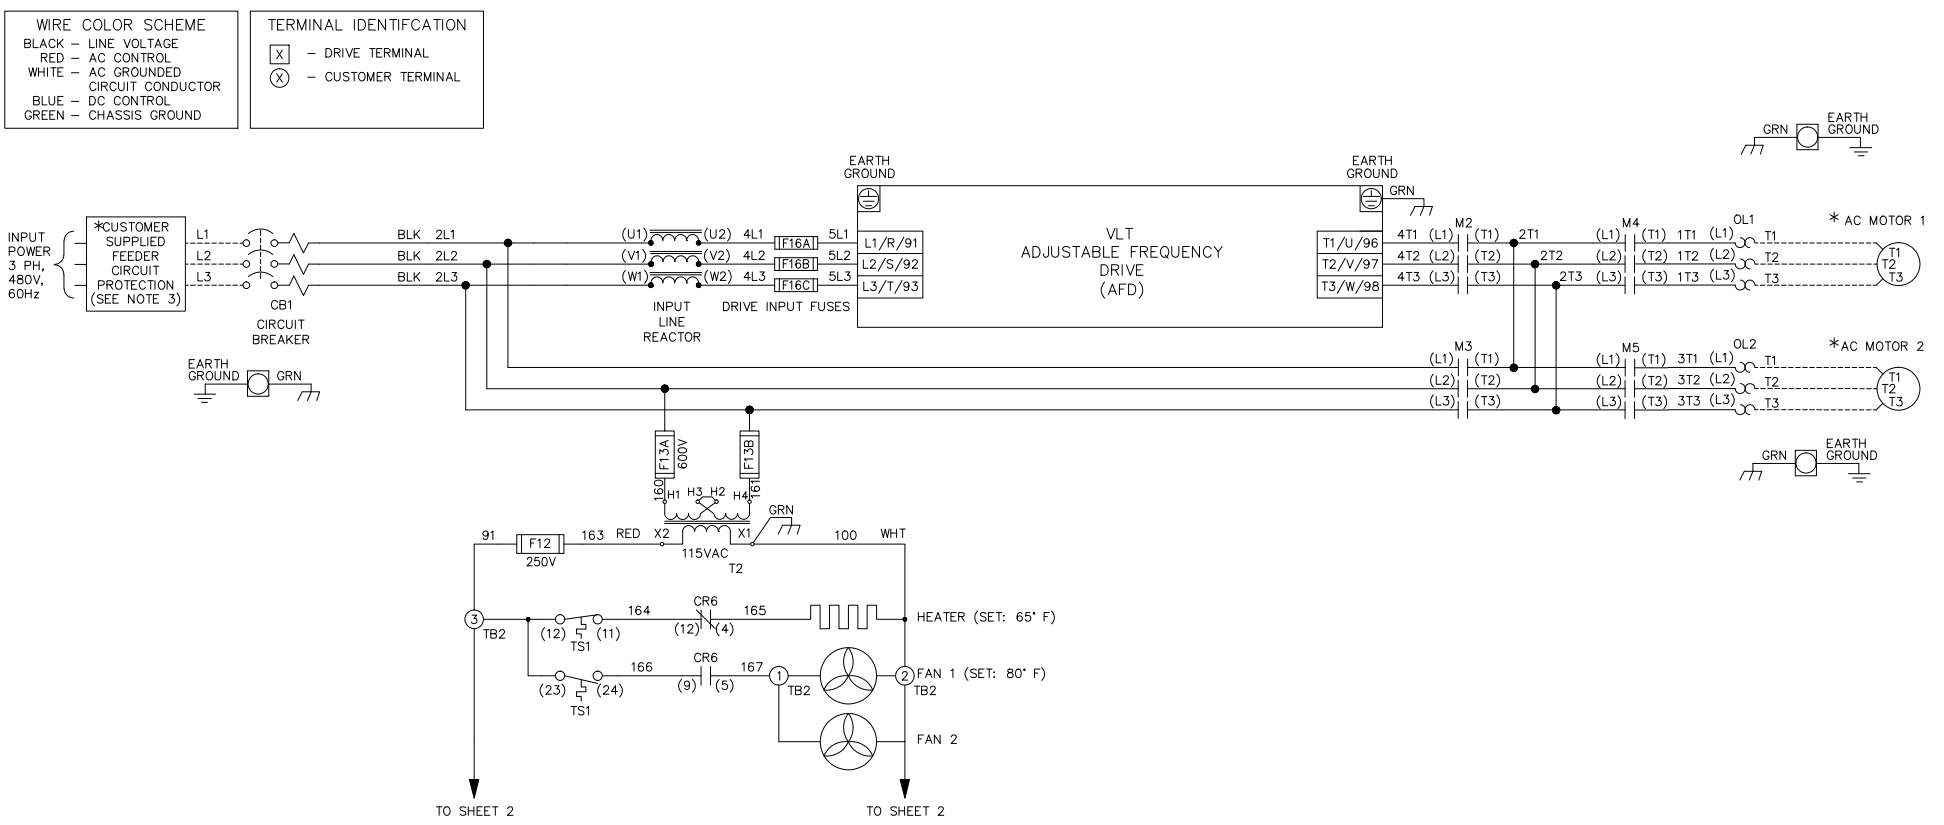 WIRE COLOR SCHEME
BLACK – LINE VOLTAGE
RED – AC CONTROL
WHITE – AC GROUNDED
CIRCUIT CONDUCTOR
BLUE – DC CONTROL
GREEN – CHASSIS GROUND
TERMINAL IDENTIFCATION
X – DRIVE TERMINAL
X – CUSTOMER TERMINAL
GRN
EARTH
GROUND
INPUT
POWER
3 PH,
480V,
60Hz
*CUSTOMER
SUPPLIED
FEEDER
CIRCUIT
PROTECTION
(SEE NOTE 3)
L1
L2
L3
CB1
CIRCUIT
BREAKER
EARTH
GROUND
GRN
BLK 2L1
BLK 2L2
BLK 2L3
(U1) (U2) 4L1 F16A 5L1
(V1) (V2) 4L2 F16B 5L2
(W1) (W2) 4L3 F16C 5L3
INPUT
LINE
REACTOR
DRIVE INPUT FUSES
EARTH
GROUND
L1/R/91
L2/S/92
L3/T/93
VLT
ADJUSTABLE FREQUENCY
DRIVE
(AFD)
EARTH
GROUND
GRN
T1/U/96
T2/V/97
T3/W/98
M2 M4 OL1
4T1 (L1) (T1) 2T1 (L1) (T1) 1T1 (L1) T1
4T2 (L2) (T2) 2T2 (L2) (T2) 1T2 (L2) T2
4T3 (L3) (T3) 2T3 (L3) (T3) 1T3 (L3) T3
* AC MOTOR 1
T1
T2
T3
M3 M5 OL2
(L1) (T1) (L1) (T1) 3T1 (L1) T1
(L2) (T2) (L2) (T2) 3T2 (L2) T2
(L3) (T3) (L3) (T3) 3T3 (L3) T3
*AC MOTOR 2
T1
T2
T3
GRN
EARTH
GROUND
F13A
600V
F13B
160
161
H1 H3 H2 H4
GRN
91 F12 163 RED X2 X1 100 WHT
250V
115VAC
T2
3
TB2
(12) (11)
TS1
164
CR6
(12) (4)
165
HEATER (SET: 65° F)
(23) (24)
TS1
166
CR6
(9) (5)
167
1
TB2
2
TB2
FAN 1 (SET: 80° F)
FAN 2
TO SHEET 2
TO SHEET 2